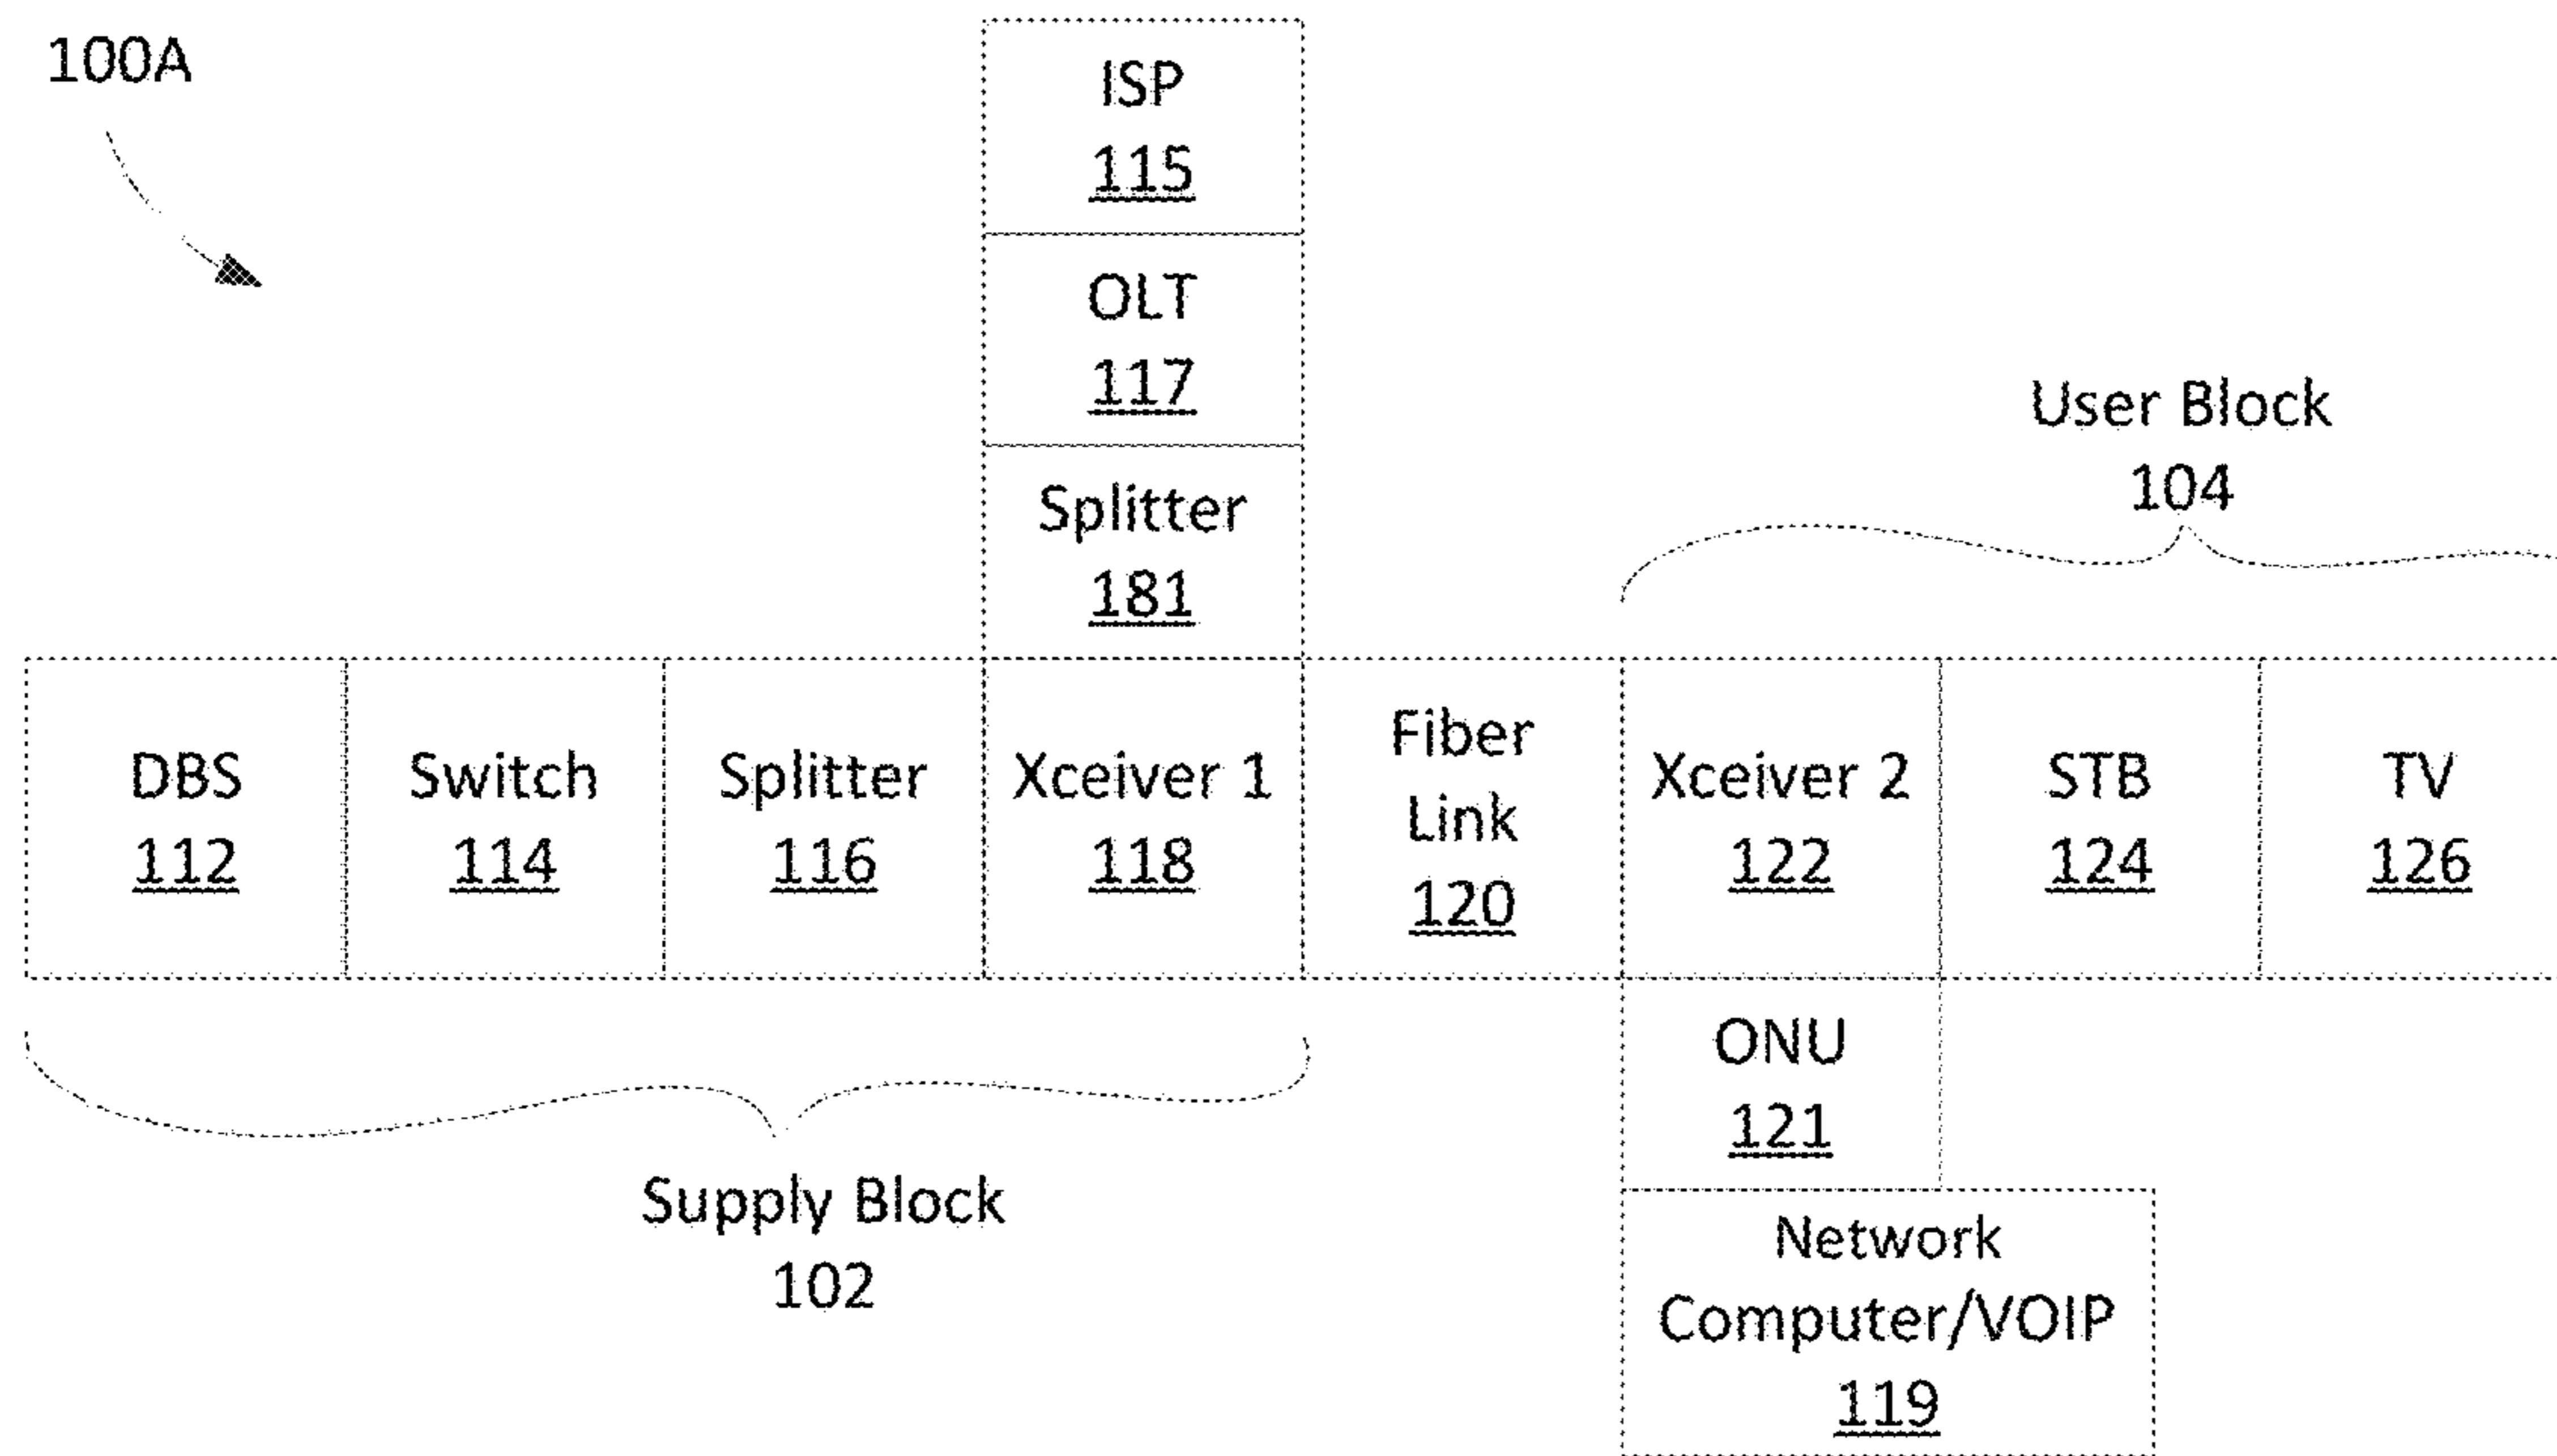 100A
ISP
115
OLT
117
Splitter
181
User Block
104
DBS
112
Switch
114
Splitter
116
Xceiver 1
118
Fiber
Link
120
Xceiver 2
122
STB
124
TV
126
ONU
121
Network
Computer/VOIP
119
Supply Block
102